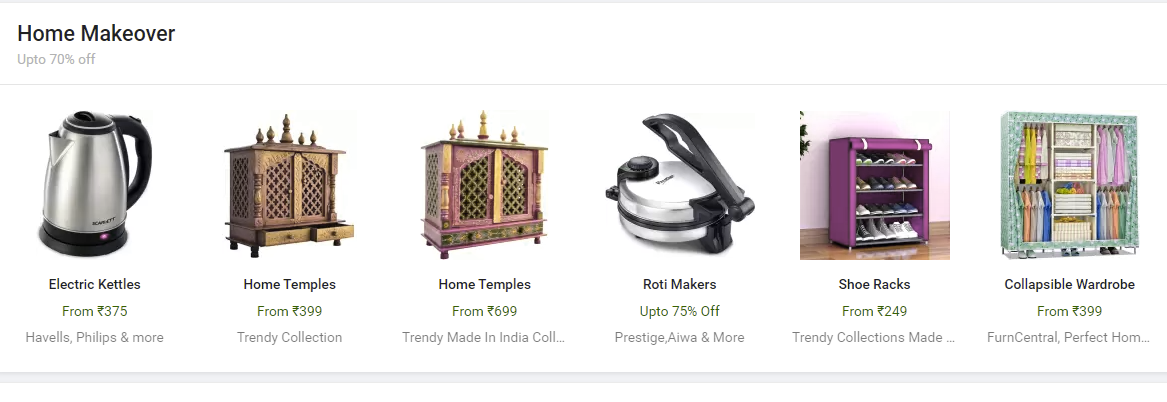 Home Makeover
Upto 70% off
SCARLETT
Electric Kettles
From ₹375
Havells, Philips & more
Home Temples
From ₹399
Trendy Collection
Home Temples
From ₹699
Trendy Made In India Coll...
Roti Makers
Upto 75% Off
Prestige,Aiwa & More
Shoe Racks
From ₹249
Trendy Collections Made ...
Collapsible Wardrobe
From ₹399
FurnCentral, Perfect Hom...